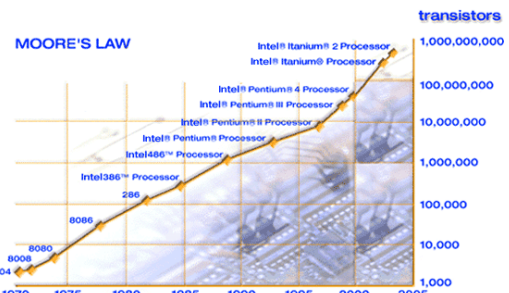 transistors
MOORE'S LAW
1,000,000,000
Intel® Itanium® 2 Processor
Intel® Itanium® Processor
100,000,000
Intel® Pentium® 4 Processor
Intel® Pentium® III Processor
10,000,000
Intel® Pentium® II Processor
Intel® Pentium® Processor
Intel486™ Processor
1,000,000
Intel386™ Processor
286
100,000
8086
8080
10,000
8008
04
1,000
1970 1975 1980 1985 1990 1995 2000 2005